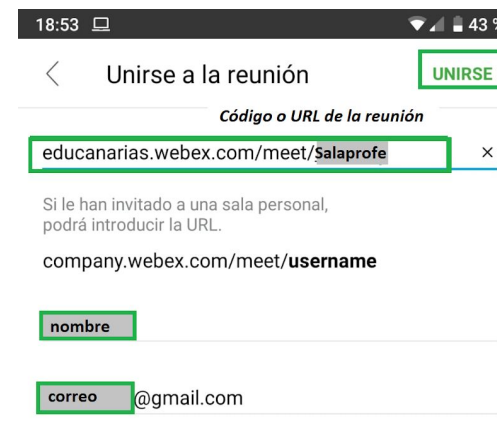 18:53 43 %
Unirse a la reunión UNIRSE
Código o URL de la reunión
educanarias.webex.com/meet/Salaprofe ×
Si le han invitado a una sala personal,
podrá introducir la URL.
company.webex.com/meet/username
nombre
correo @gmail.com